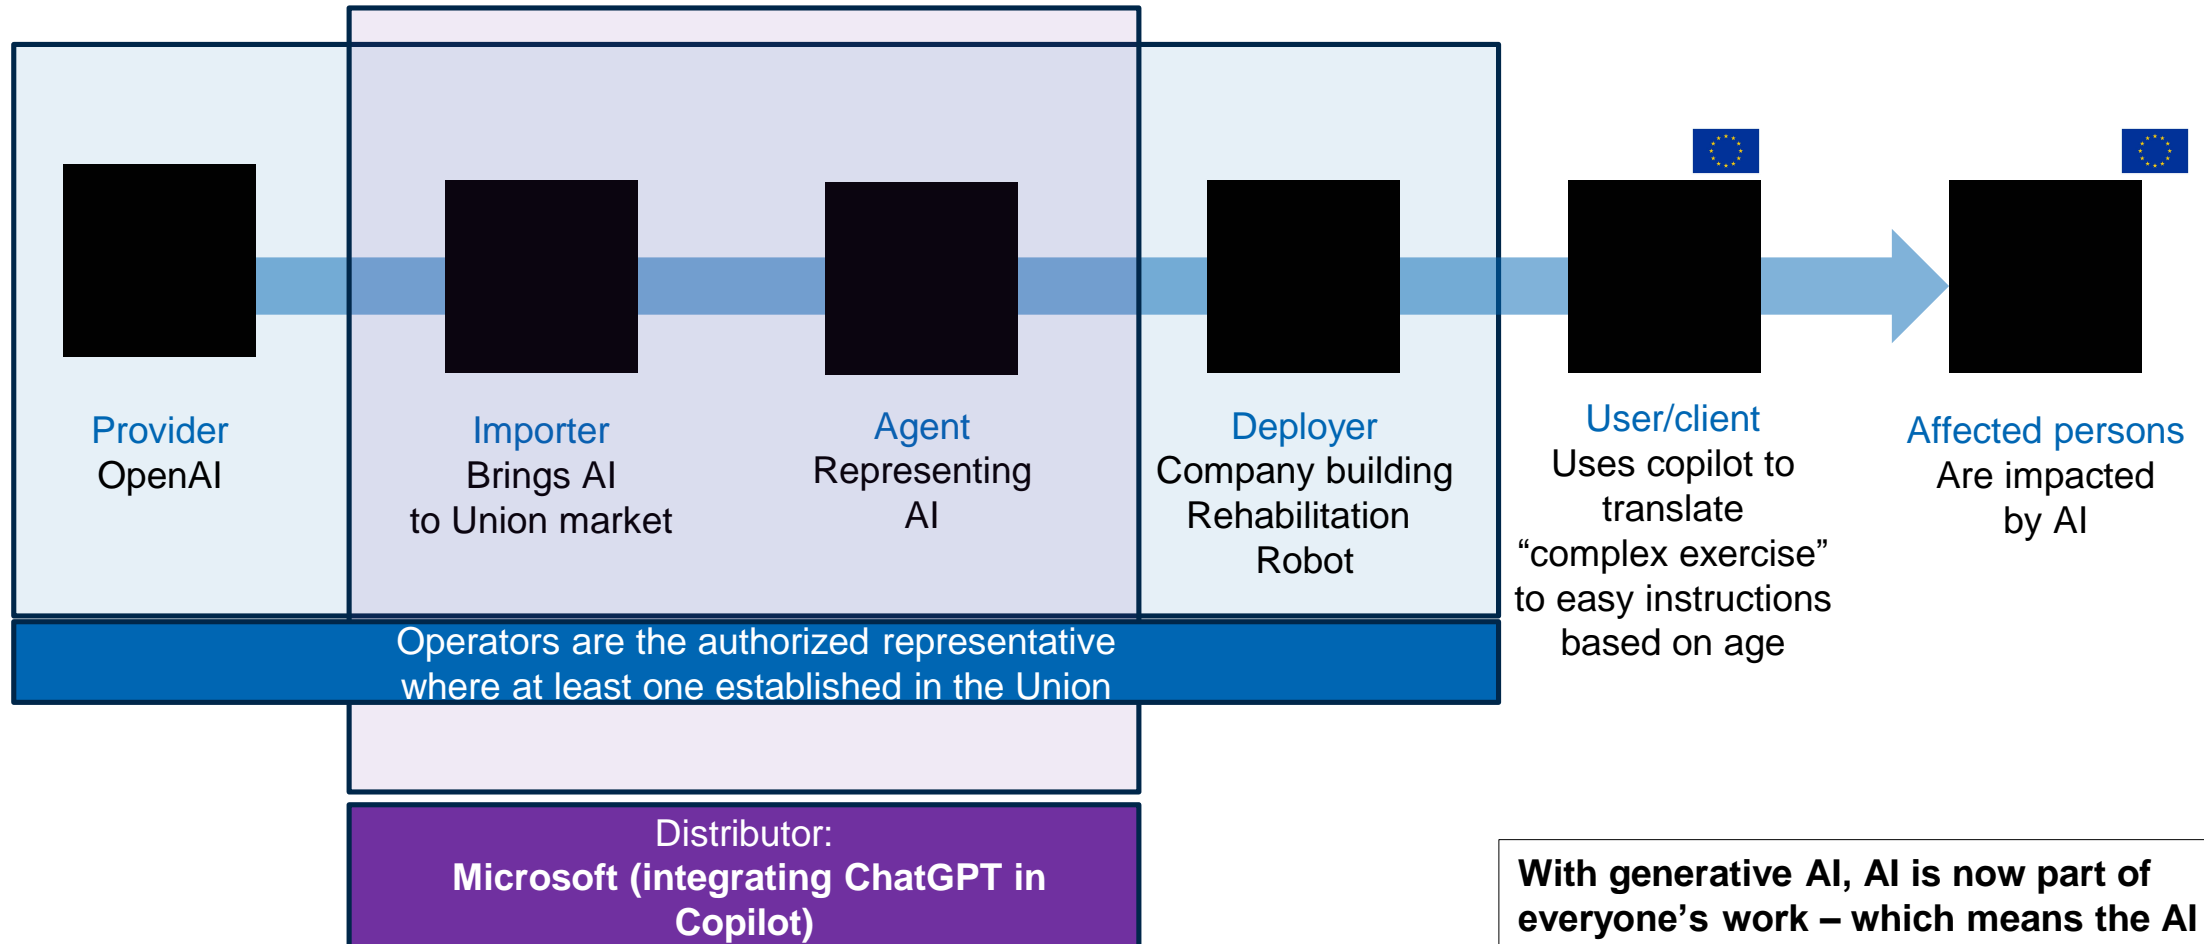 Provider
OpenAI
Importer
Brings AI
to Union market
Agent
Representing
AI
Deployer
Company building
Rehabilitation
Robot
User/client
Uses copilot to
translate
“complex exercise”
to easy instructions
based on age
Affected persons
Are impacted
by AI
Operators are the authorized representative
where at least one established in the Union
Distributor:
Microsoft (integrating ChatGPT in
Copilot)
With generative AI, AI is now part of
everyone’s work – which means the AI